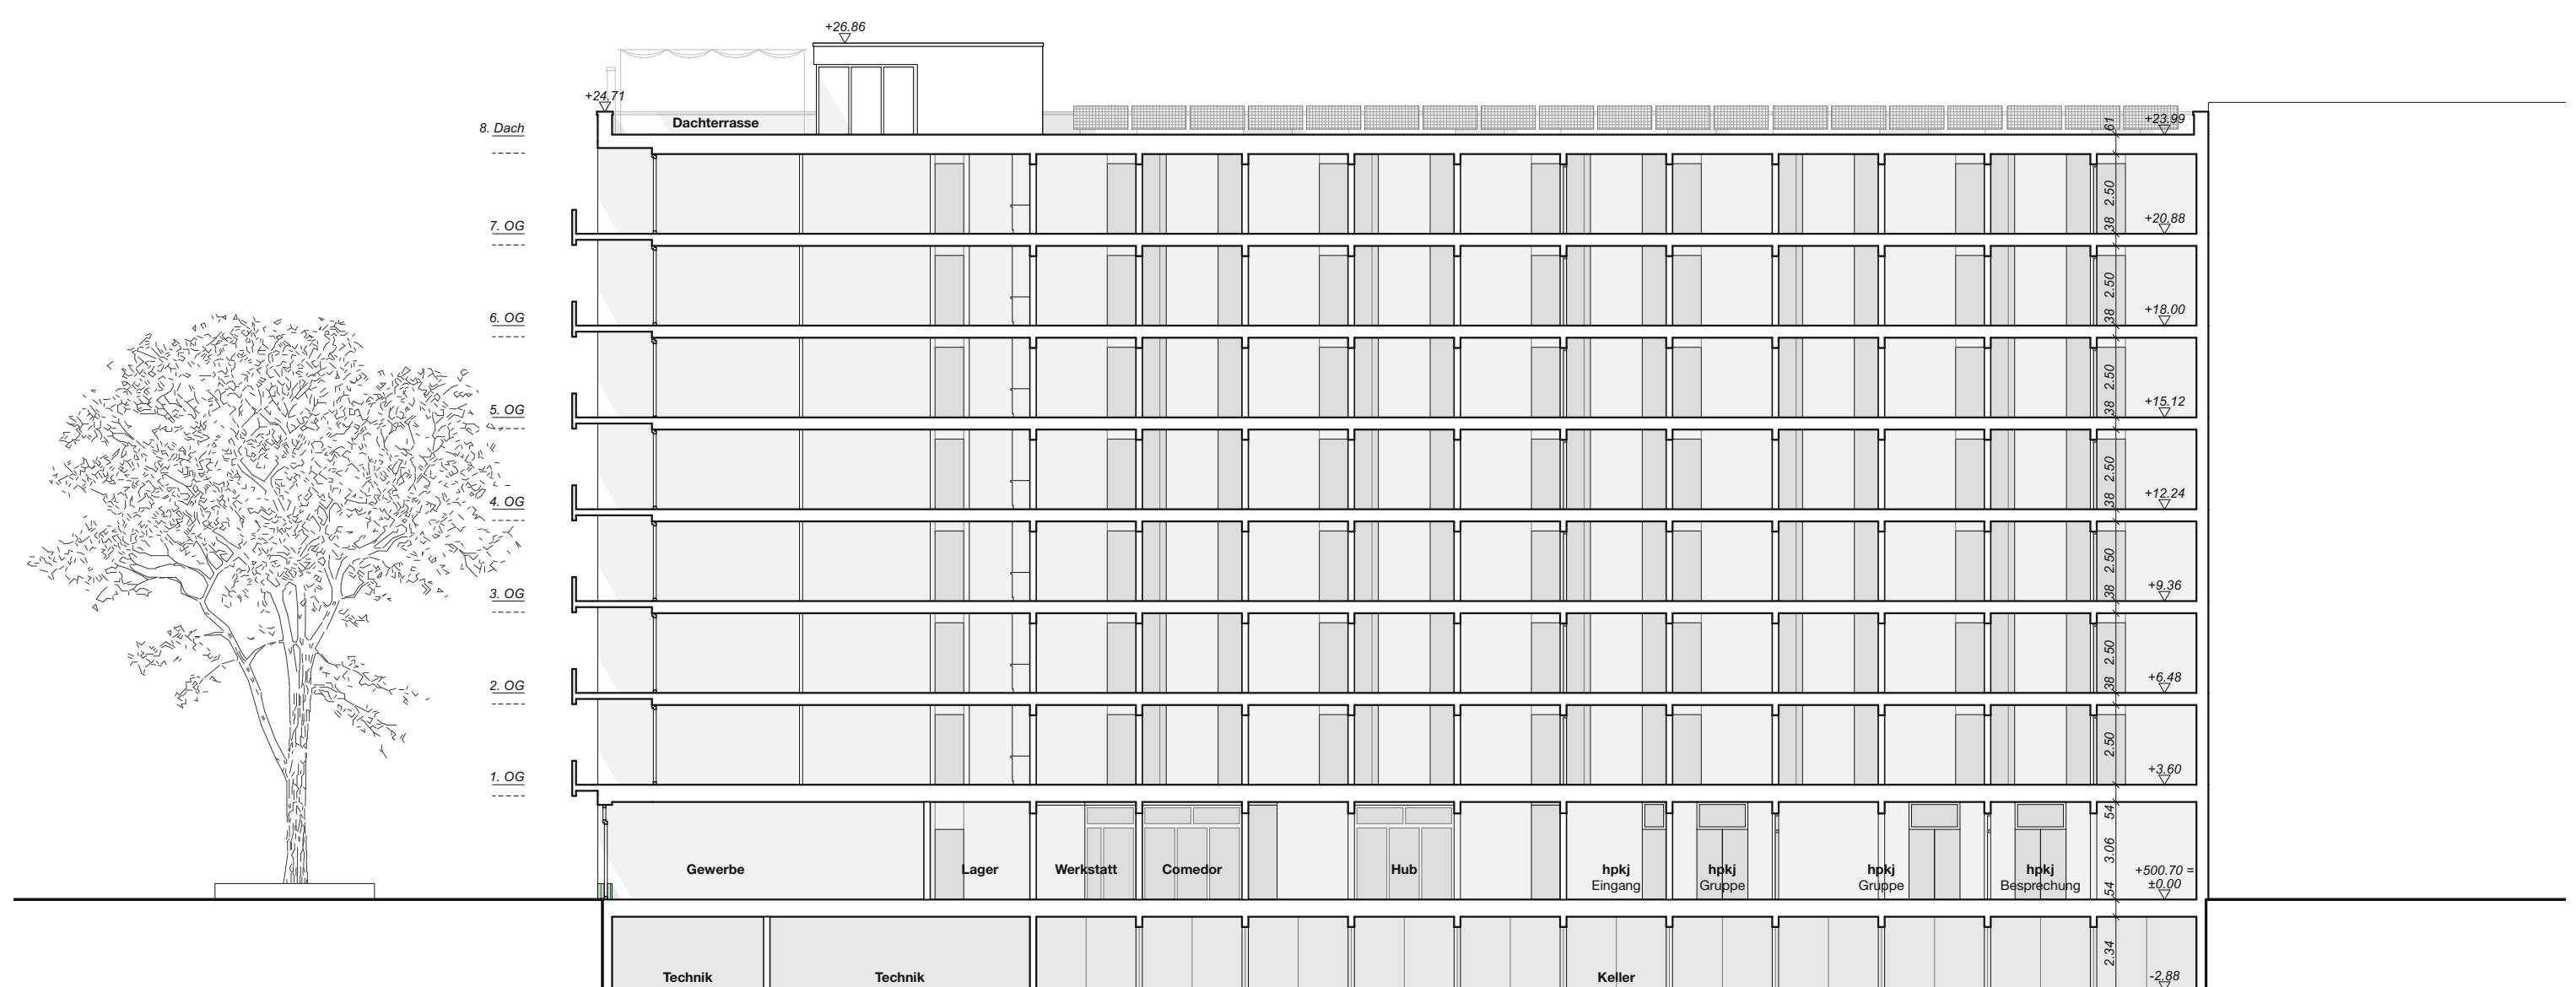 +26.86
+24.71
Dachterrasse
61
+23.99
8. Dach
2.50
38
+20.88
7. OG
2.50
38
+18.00
6. OG
2.50
38
+15.12
5. OG
2.50
38
+12.24
4. OG
2.50
38
+9.36
3. OG
2.50
38
+6.48
2. OG
2.50
+3.60
1. OG
54
3.06
54
Gewerbe
Lager
Werkstatt
Comedor
Hub
hpkj
Eingang
hpkj
Gruppe
hpkj
Gruppe
hpkj
Besprechung
+500.70 =
±0.00
2.34
Technik
Technik
Keller
-2.88